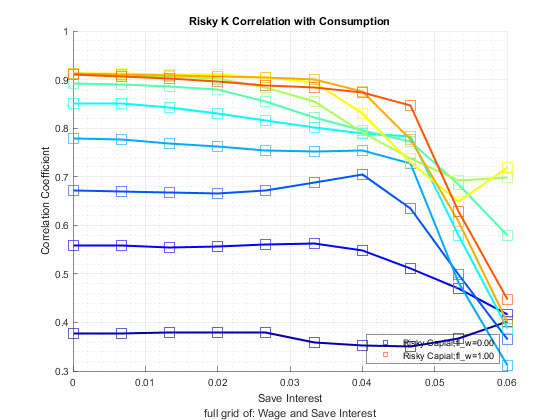 Risky K Correlation with Consumption
1
0.9
0.8
0.7
0.6
0.5
0.4
0.3
Correlation Coefficient
Risky Capial;fl_w=0.00
Risky Capial;fl_w=1.00
0 0.01 0.02 0.03 0.04 0.05 0.06
Save Interest
full grid of: Wage and Save Interest